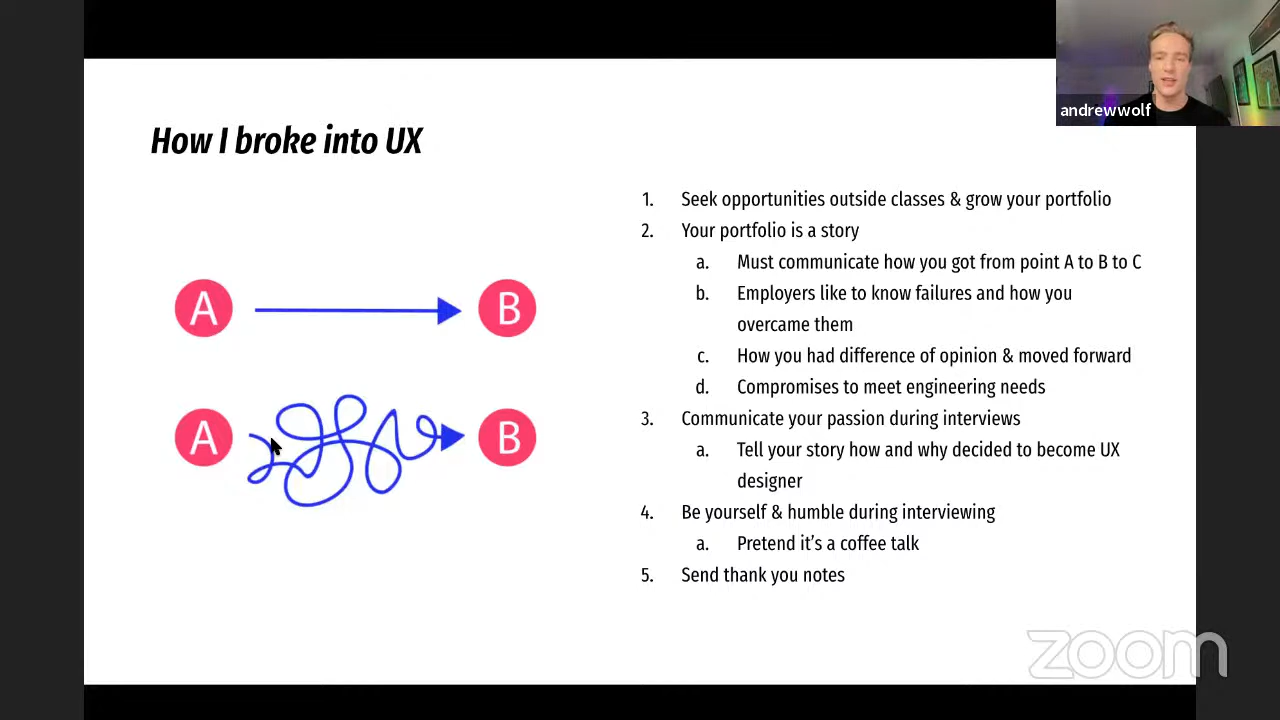 andrewwolf
How I broke into UX
A
B
A
B
1. Seek opportunities outside classes & grow your portfolio
2. Your portfolio is a story
a. Must communicate how you got from point A to B to C
b. Employers like to know failures and how you
overcame them
c. How you had difference of opinion & moved forward
d. Compromises to meet engineering needs
3. Communicate your passion during interviews
a. Tell your story how and why decided to become UX
designer
4. Be yourself & humble during interviewing
a. Pretend it’s a coffee talk
5. Send thank you notes
zoom